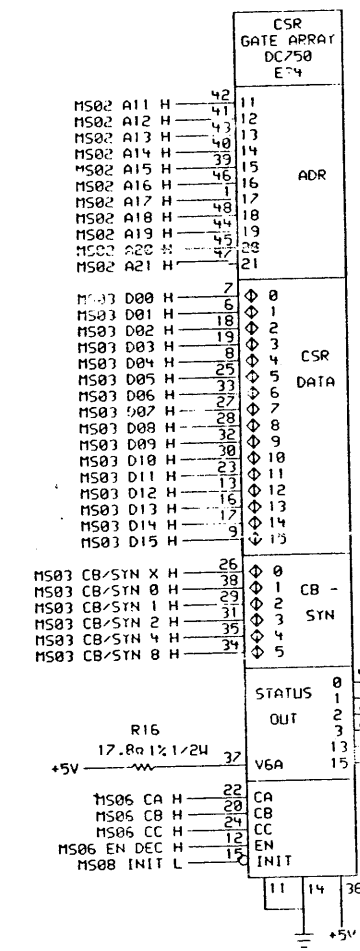 CSR
GATE ARRAY
DC750
MS02 A11 H 42 11
MS02 A12 H 41 12
MS02 A13 H 43 13
MS02 A14 H 40 14
MS02 A15 H 39 15
MS02 A16 H 46 16 ADR
MS02 A17 H 1 17
MS02 A18 H 48 18
MS02 A19 H 44 19
MS02 A20 H 45 20
MS02 A21 H 47 21
MS03 D00 H 7 0
MS03 D01 H 6 1
MS03 D02 H 18 2
MS03 D03 H 19 3
MS03 D04 H 8 4 CSR
MS03 D05 H 25 5 DATA
MS03 D06 H 33 6
MS03 D07 H 27 7
MS03 D08 H 28 8
MS03 D09 H 32 9
MS03 D10 H 30 10
MS03 D11 H 23 11
MS03 D12 H 13 12
MS03 D13 H 16 13
MS03 D14 H 17 14
MS03 D15 H 9 15
MS03 CB/SYN X H 26 0
MS03 CB/SYN 0 H 38 1 CB -
MS03 CB/SYN 1 H 29 2 SYN
MS03 CB/SYN 2 H 31 3
MS03 CB/SYN 4 H 35 4
MS03 CB/SYN 8 H 34 5
STATUS 0
1
OUT 2
3
13
R16
17.8Ω 1% 1/2W
+5V 37 V6A 15
MS06 CA H 22 CA
MS06 CB H 20 CB
MS06 CC H 24 CC
MS06 EN DEC H 12 EN
MS08 INIT L 15 INIT
11 14 36
+5V